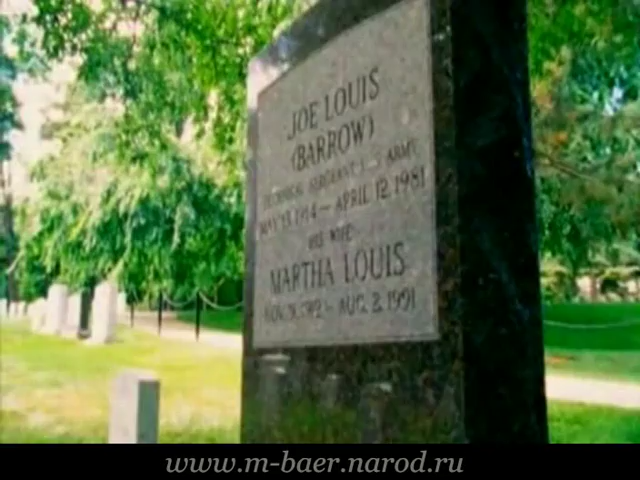 JOE LOUIS
(BARROW)
TECHNICAL SERGEANT U S ARMY
MAY 13 1914 — APRIL 12 1981
HIS WIFE
MARTHA LOUIS
NOV. 5, 1912 – AUG. 2, 1991
www.m-baer.narod.ru